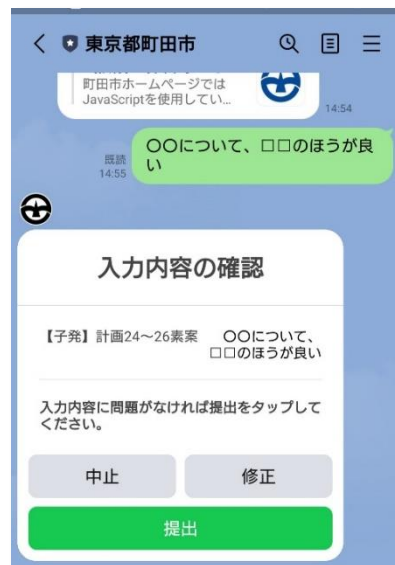 東京都町田市
町田市ホームページでは
JavaScriptを使用してい...
14:54
〇〇について、□□のほうが良
い
既読
14:55
入力内容の確認
【子発】計画24～26素案 〇〇について、
□□のほうが良い
入力内容に問題がなければ提出をタップして
ください。
中止 修正
提出